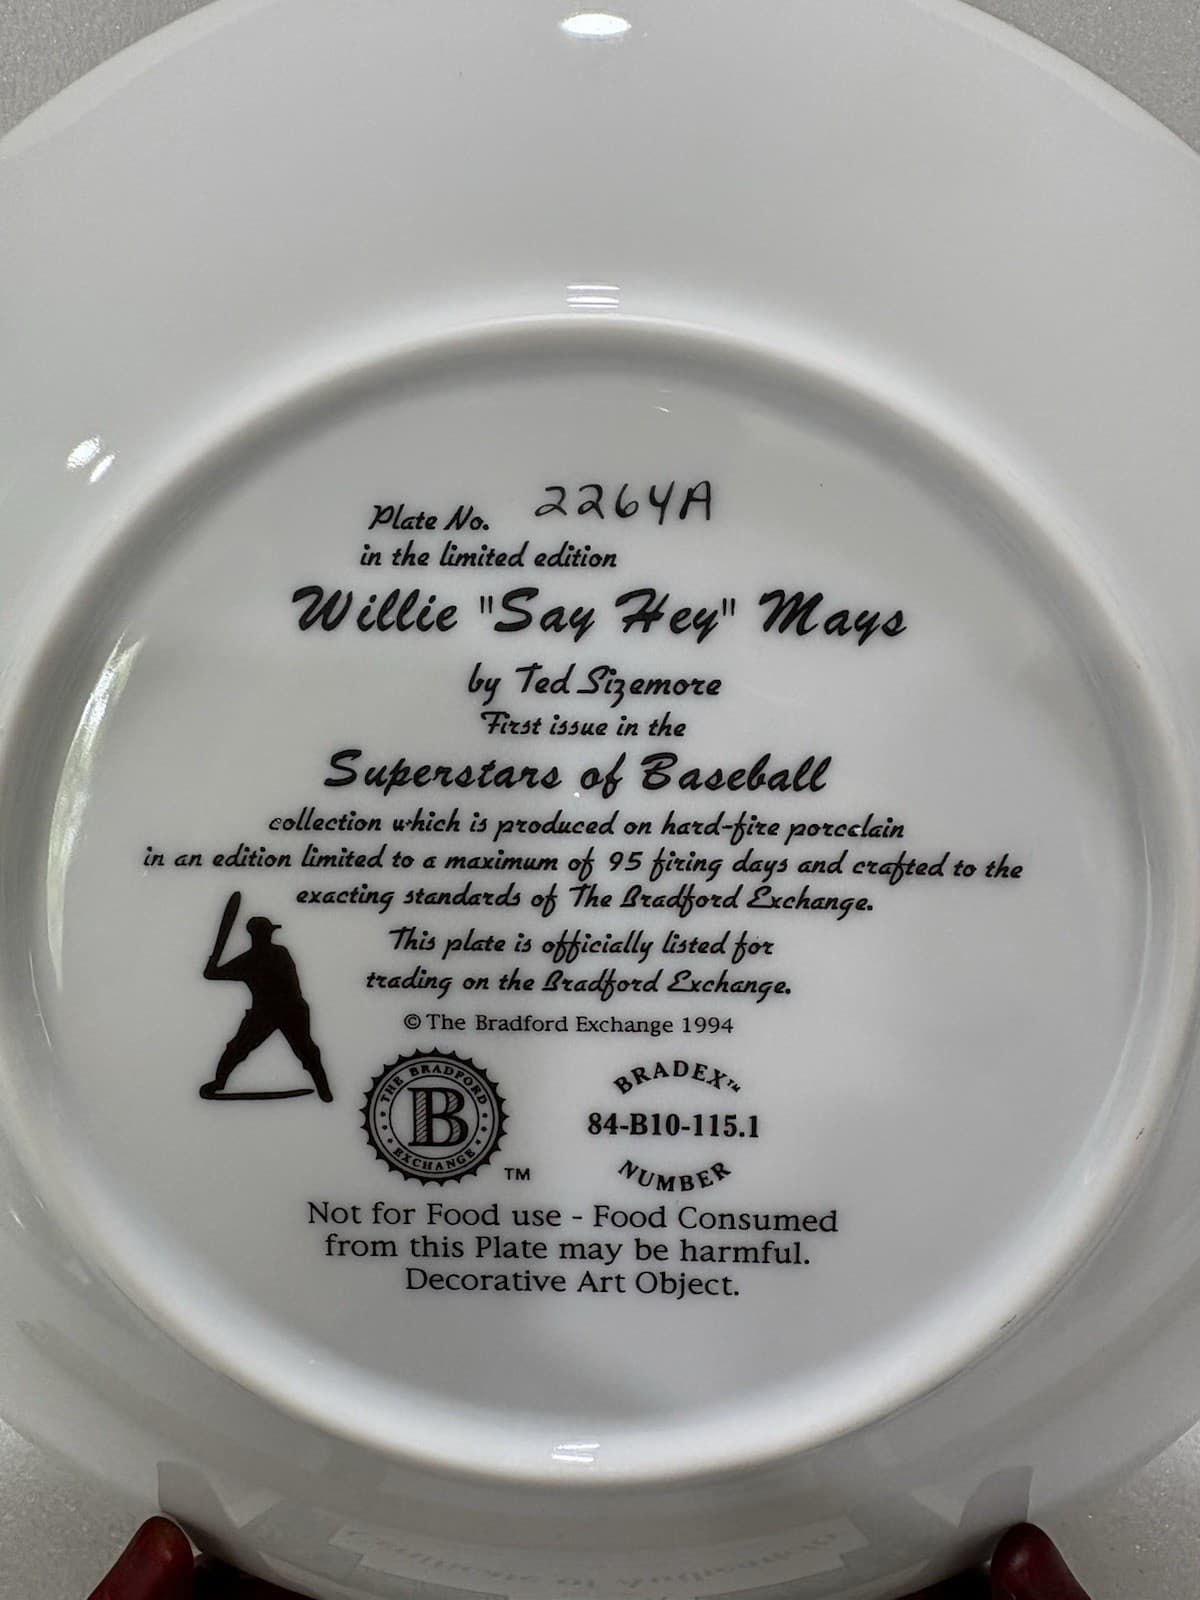 Plate No. 2264A
in the limited edition
Willie "Say Hey" Mays
by Ted Sizemore
First issue in the
Superstars of Baseball
collection which is produced on hard-fire porcelain
in an edition limited to a maximum of 95 firing days and crafted to the
exacting standards of The Bradford Exchange.
This plate is officially listed for
trading on the Bradford Exchange.
© The Bradford Exchange 1994
THE BRADFORD
B
EXCHANGE
TM
BRADEX™
84-B10-115.1
NUMBER
Not for Food use - Food Consumed
from this Plate may be harmful.
Decorative Art Object.